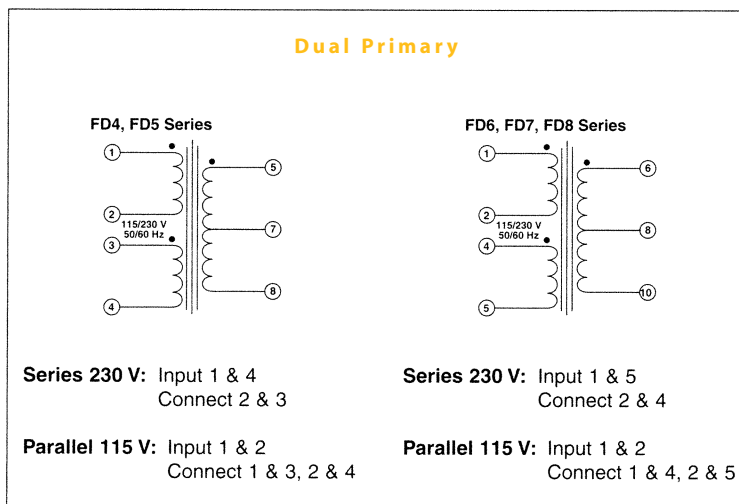 Dual Primary
FD4, FD5 Series
1
5
2
115/230 V
50/60 Hz
7
3
4
8
Series 230 V: Input 1 & 4
Connect 2 & 3
Parallel 115 V: Input 1 & 2
Connect 1 & 3, 2 & 4
FD6, FD7, FD8 Series
1
6
2
115/230 V
50/60 Hz
8
4
5
10
Series 230 V: Input 1 & 5
Connect 2 & 4
Parallel 115 V: Input 1 & 2
Connect 1 & 4, 2 & 5